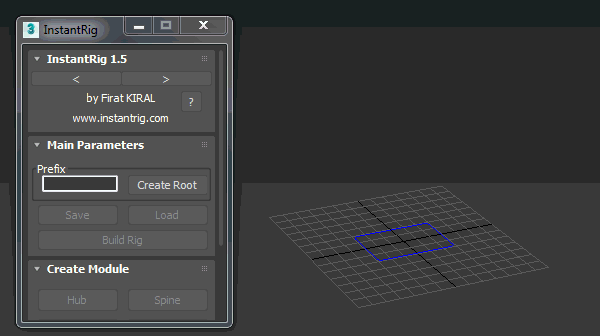 3 InstantRig
InstantRig 1.5
< >
by Firat KIRAL ?
www.instantrig.com
Main Parameters
Prefix
Create Root
Save Load
Build Rig
Create Module
Hub Spine